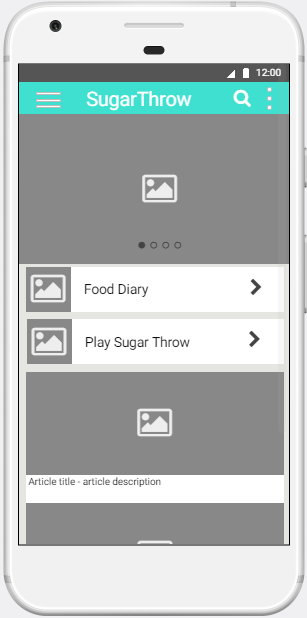 12:00
SugarThrow
Food Diary
Play Sugar Throw
Article title - article description